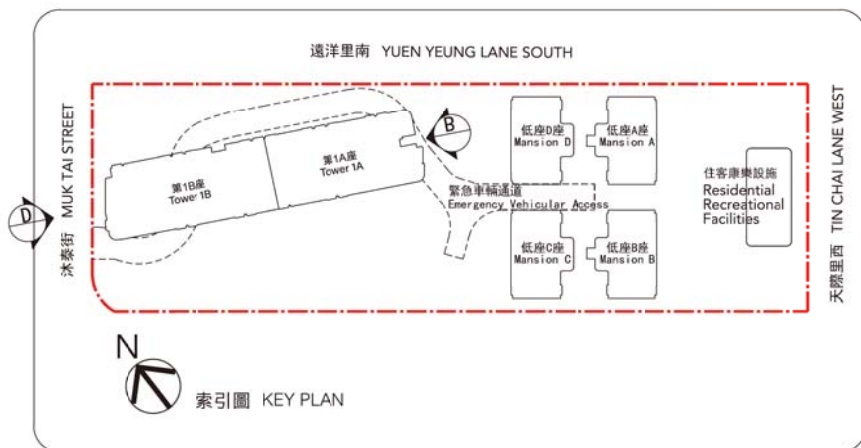 遠洋里南 YUEN YEUNG LANE SOUTH
沐泰街 MUK TAI STREET
天際里西 TIN CHAI LANE WEST
B
D
第1B座
Tower 1B
第1A座
Tower 1A
低座D座
Mansion D
低座A座
Mansion A
緊急車輛通道
Emergency Vehicular Access
低座C座
Mansion C
低座B座
Mansion B
住客康樂設施
Residential
Recreational
Facilities
N
索引圖 KEY PLAN